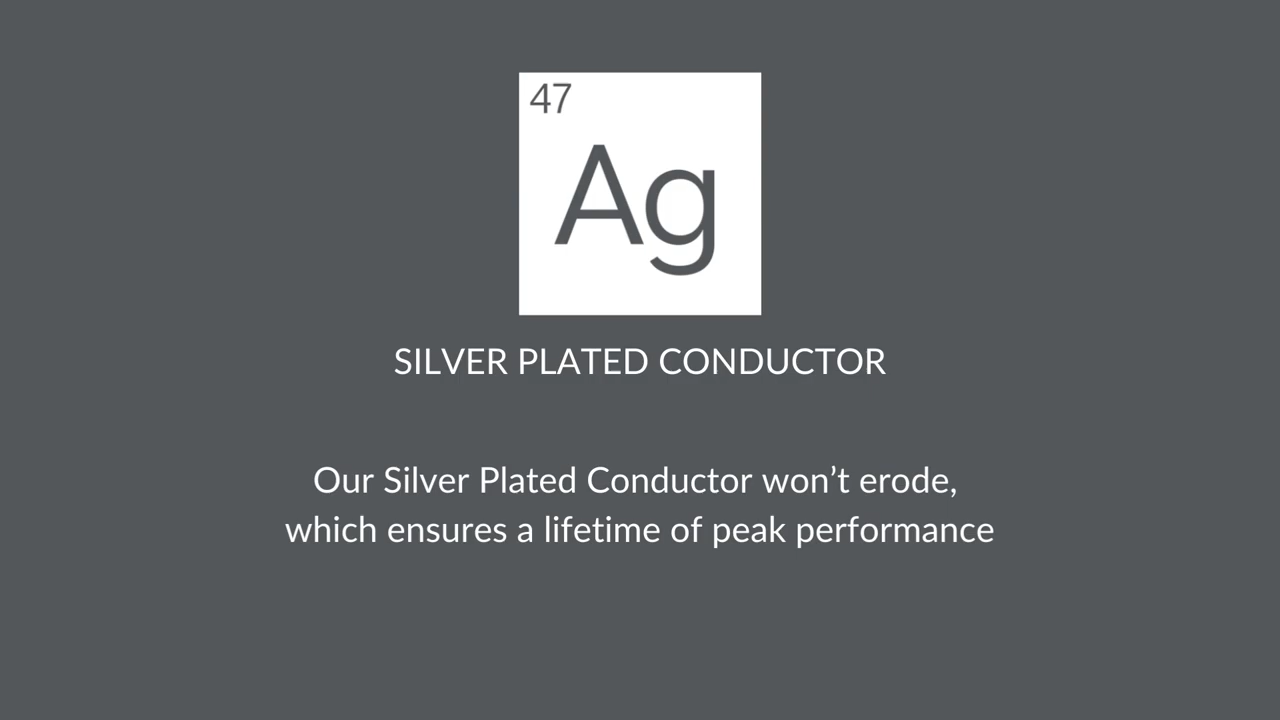 47
Ag
SILVER PLATED CONDUCTOR
Our Silver Plated Conductor won’t erode,
which ensures a lifetime of peak performance